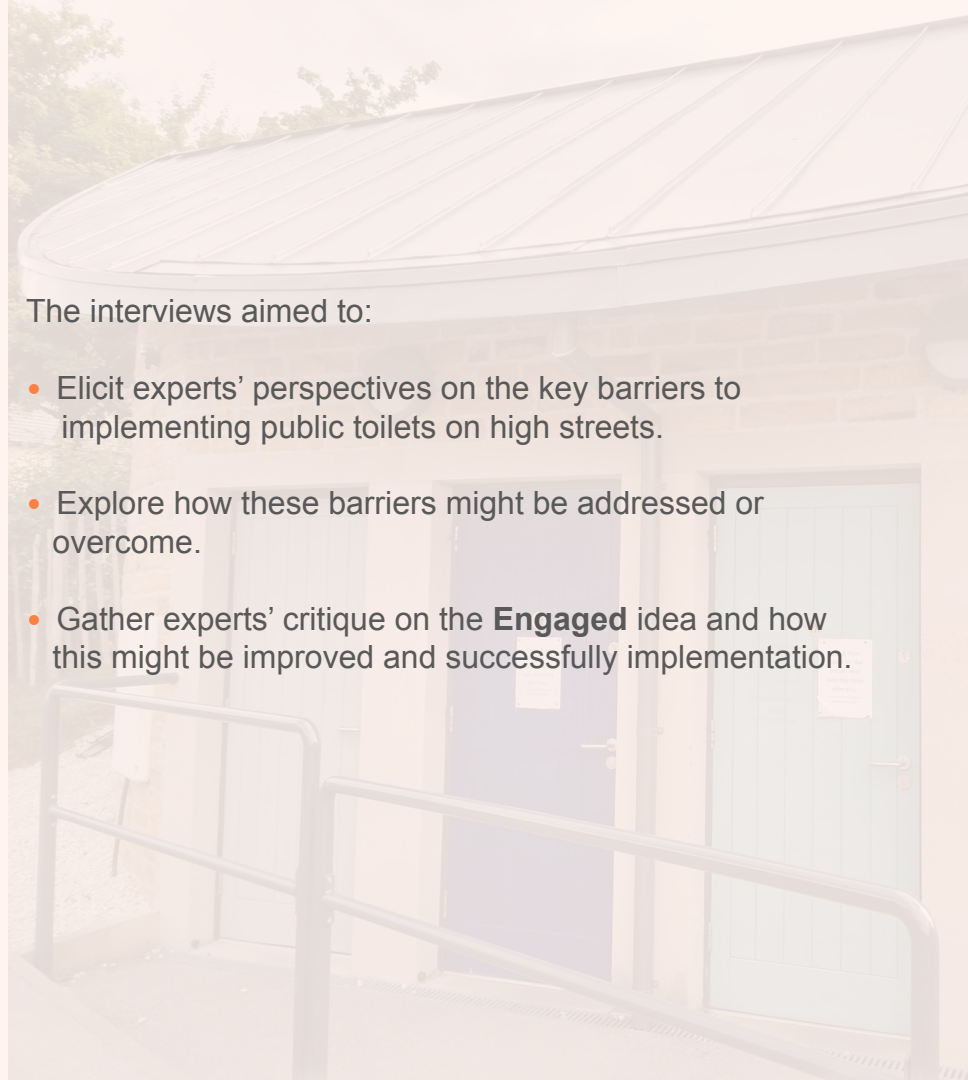 The interviews aimed to:
• Elicit experts’ perspectives on the key barriers to
implementing public toilets on high streets.
• Explore how these barriers might be addressed or
overcome.
• Gather experts’ critique on the Engaged idea and how
this might be improved and successfully implementation.